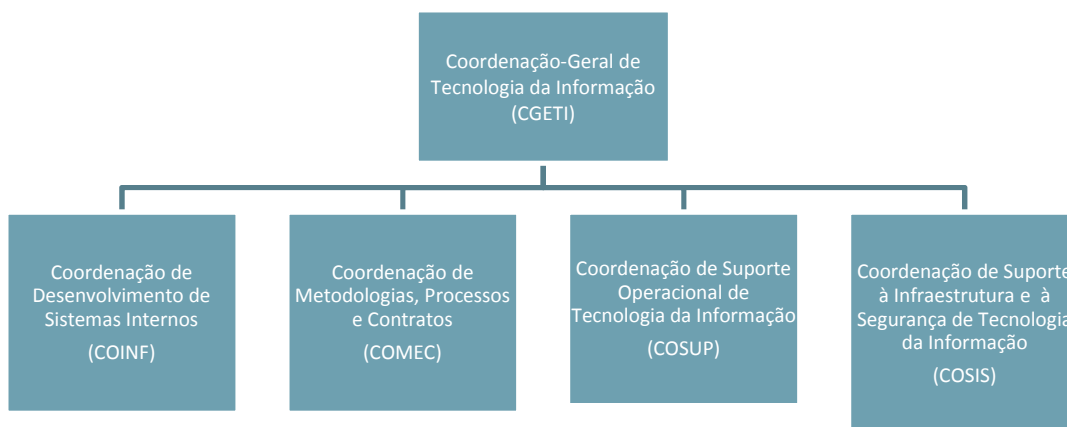 Coordenação-Geral de
Tecnologia da Informação
(CGETI)
Coordenação de
Desenvolvimento de
Sistemas Internos
(COINF)
Coordenação de
Metodologias, Processos
e Contratos
(COMEC)
Coordenação de Suporte
Operacional de
Tecnologia da Informação
(COSUP)
Coordenação de Suporte
à Infraestrutura e à
Segurança de Tecnologia
da Informação
(COSIS)